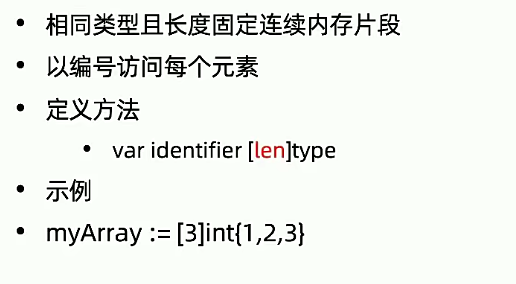 • 相同类型且长度固定连续内存片段
• 以编号访问每个元素
• 定义方法
• var identifier [len]type
• 示例
• myArray := [3]int{1,2,3}